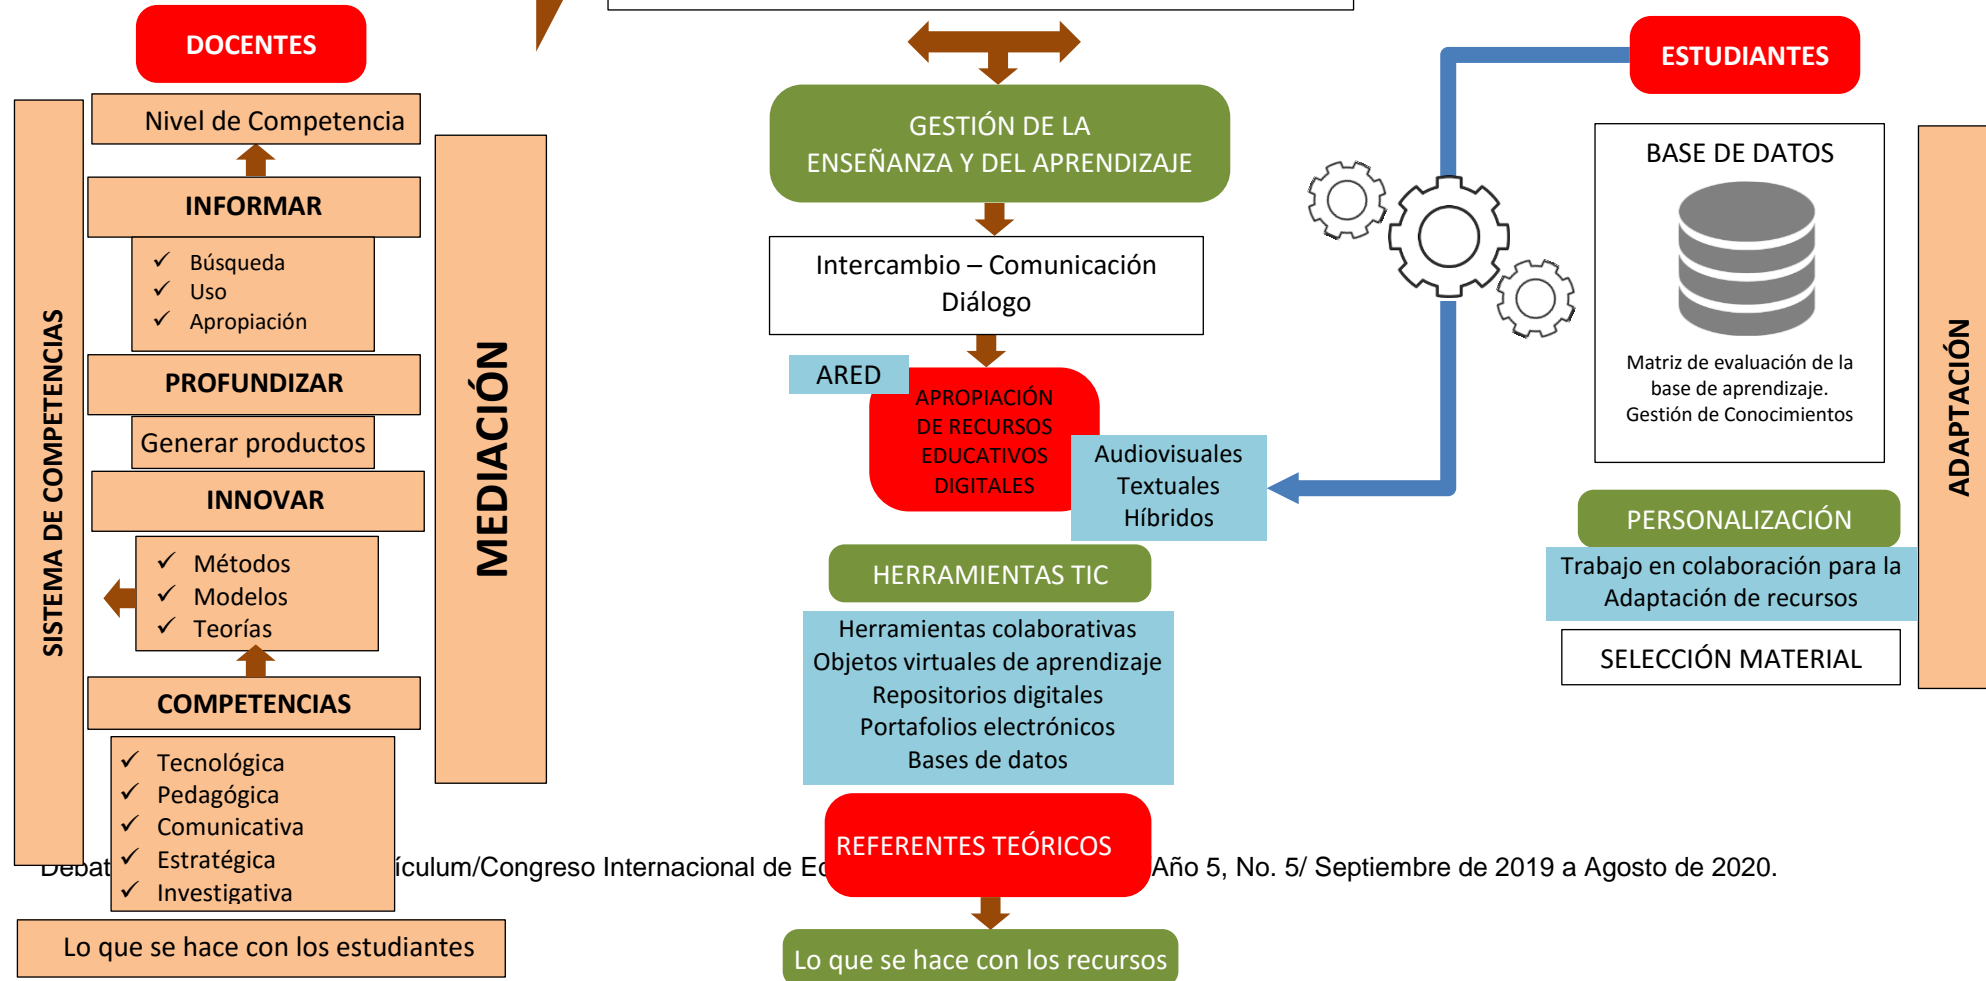 DOCENTES
SISTEMA DE COMPETENCIAS
Nivel de Competencia
INFORMAR
✓ Búsqueda
✓ Uso
✓ Apropiación
PROFUNDIZAR
Generar productos
INNOVAR
✓ Métodos
✓ Modelos
✓ Teorías
COMPETENCIAS
✓ Tecnológica
✓ Pedagógica
✓ Comunicativa
✓ Estratégica
✓ Investigativa
Lo que se hace con los estudiantes
MEDIACIÓN
GESTIÓN DE LA
ENSEÑANZA Y DEL APRENDIZAJE
Intercambio – Comunicación
Diálogo
ARED
APROPIACIÓN
DE RECURSOS
EDUCATIVOS
DIGITALES
Audiovisuales
Textuales
Híbridos
HERRAMIENTAS TIC
Herramientas colaborativas
Objetos virtuales de aprendizaje
Repositorios digitales
Portafolios electrónicos
Bases de datos
REFERENTES TEÓRICOS
Lo que se hace con los recursos
ESTUDIANTES
BASE DE DATOS
Matriz de evaluación de la
base de aprendizaje.
Gestión de Conocimientos
PERSONALIZACIÓN
Trabajo en colaboración para la
Adaptación de recursos
SELECCIÓN MATERIAL
ADAPTACIÓN
/Congreso Internacional de Año 5, No. 5/ Septiembre de 2019 a Agosto de 2020.